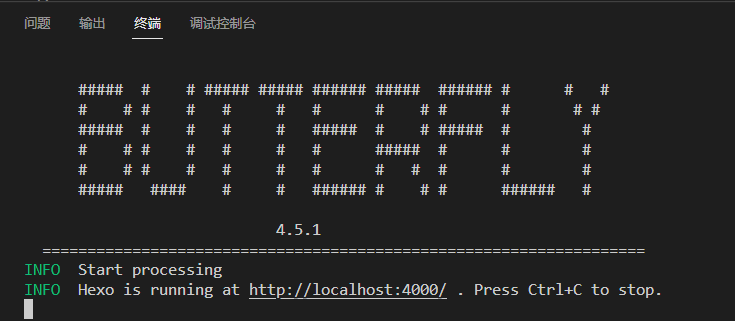 问题 输出 终端 调试控制台
BUTTERFLY
4.5.1
===================================================================
INFO Start processing
INFO Hexo is running at http://localhost:4000/ . Press Ctrl+C to stop.